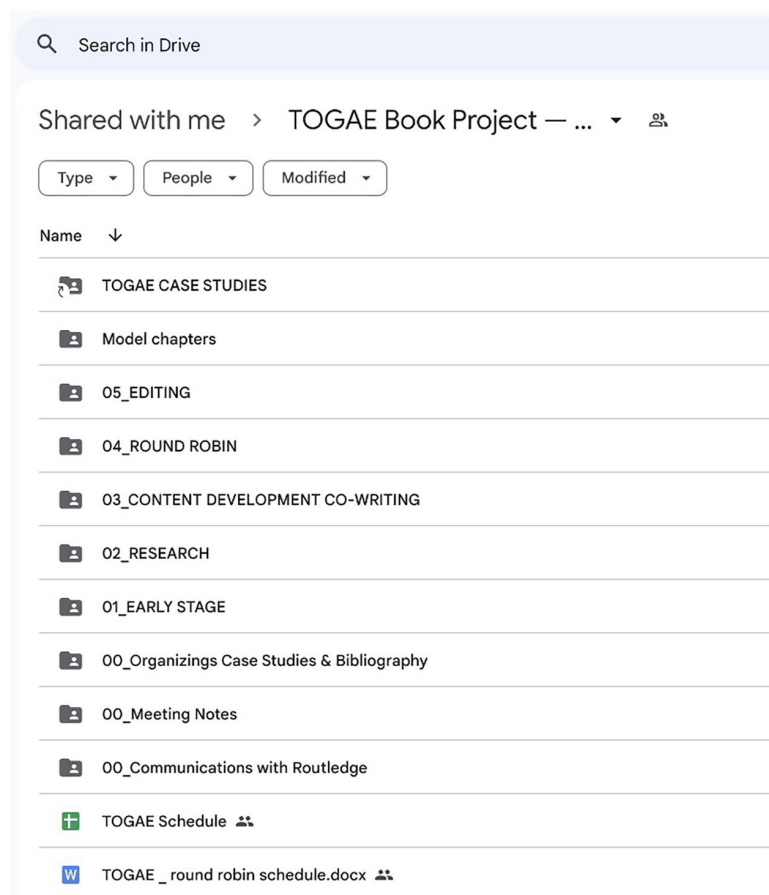 Search in Drive
Shared with me > TOGAE Book Project — ...
Type People Modified
Name
TOGAE CASE STUDIES
Model chapters
05_EDITING
04_ROUND ROBIN
03_CONTENT DEVELOPMENT CO-WRITING
02_RESEARCH
01_EARLY STAGE
00_Organizings Case Studies & Bibliography
00_Meeting Notes
00_Communications with Routledge
TOGAE Schedule
W TOGAE _ round robin schedule.docx